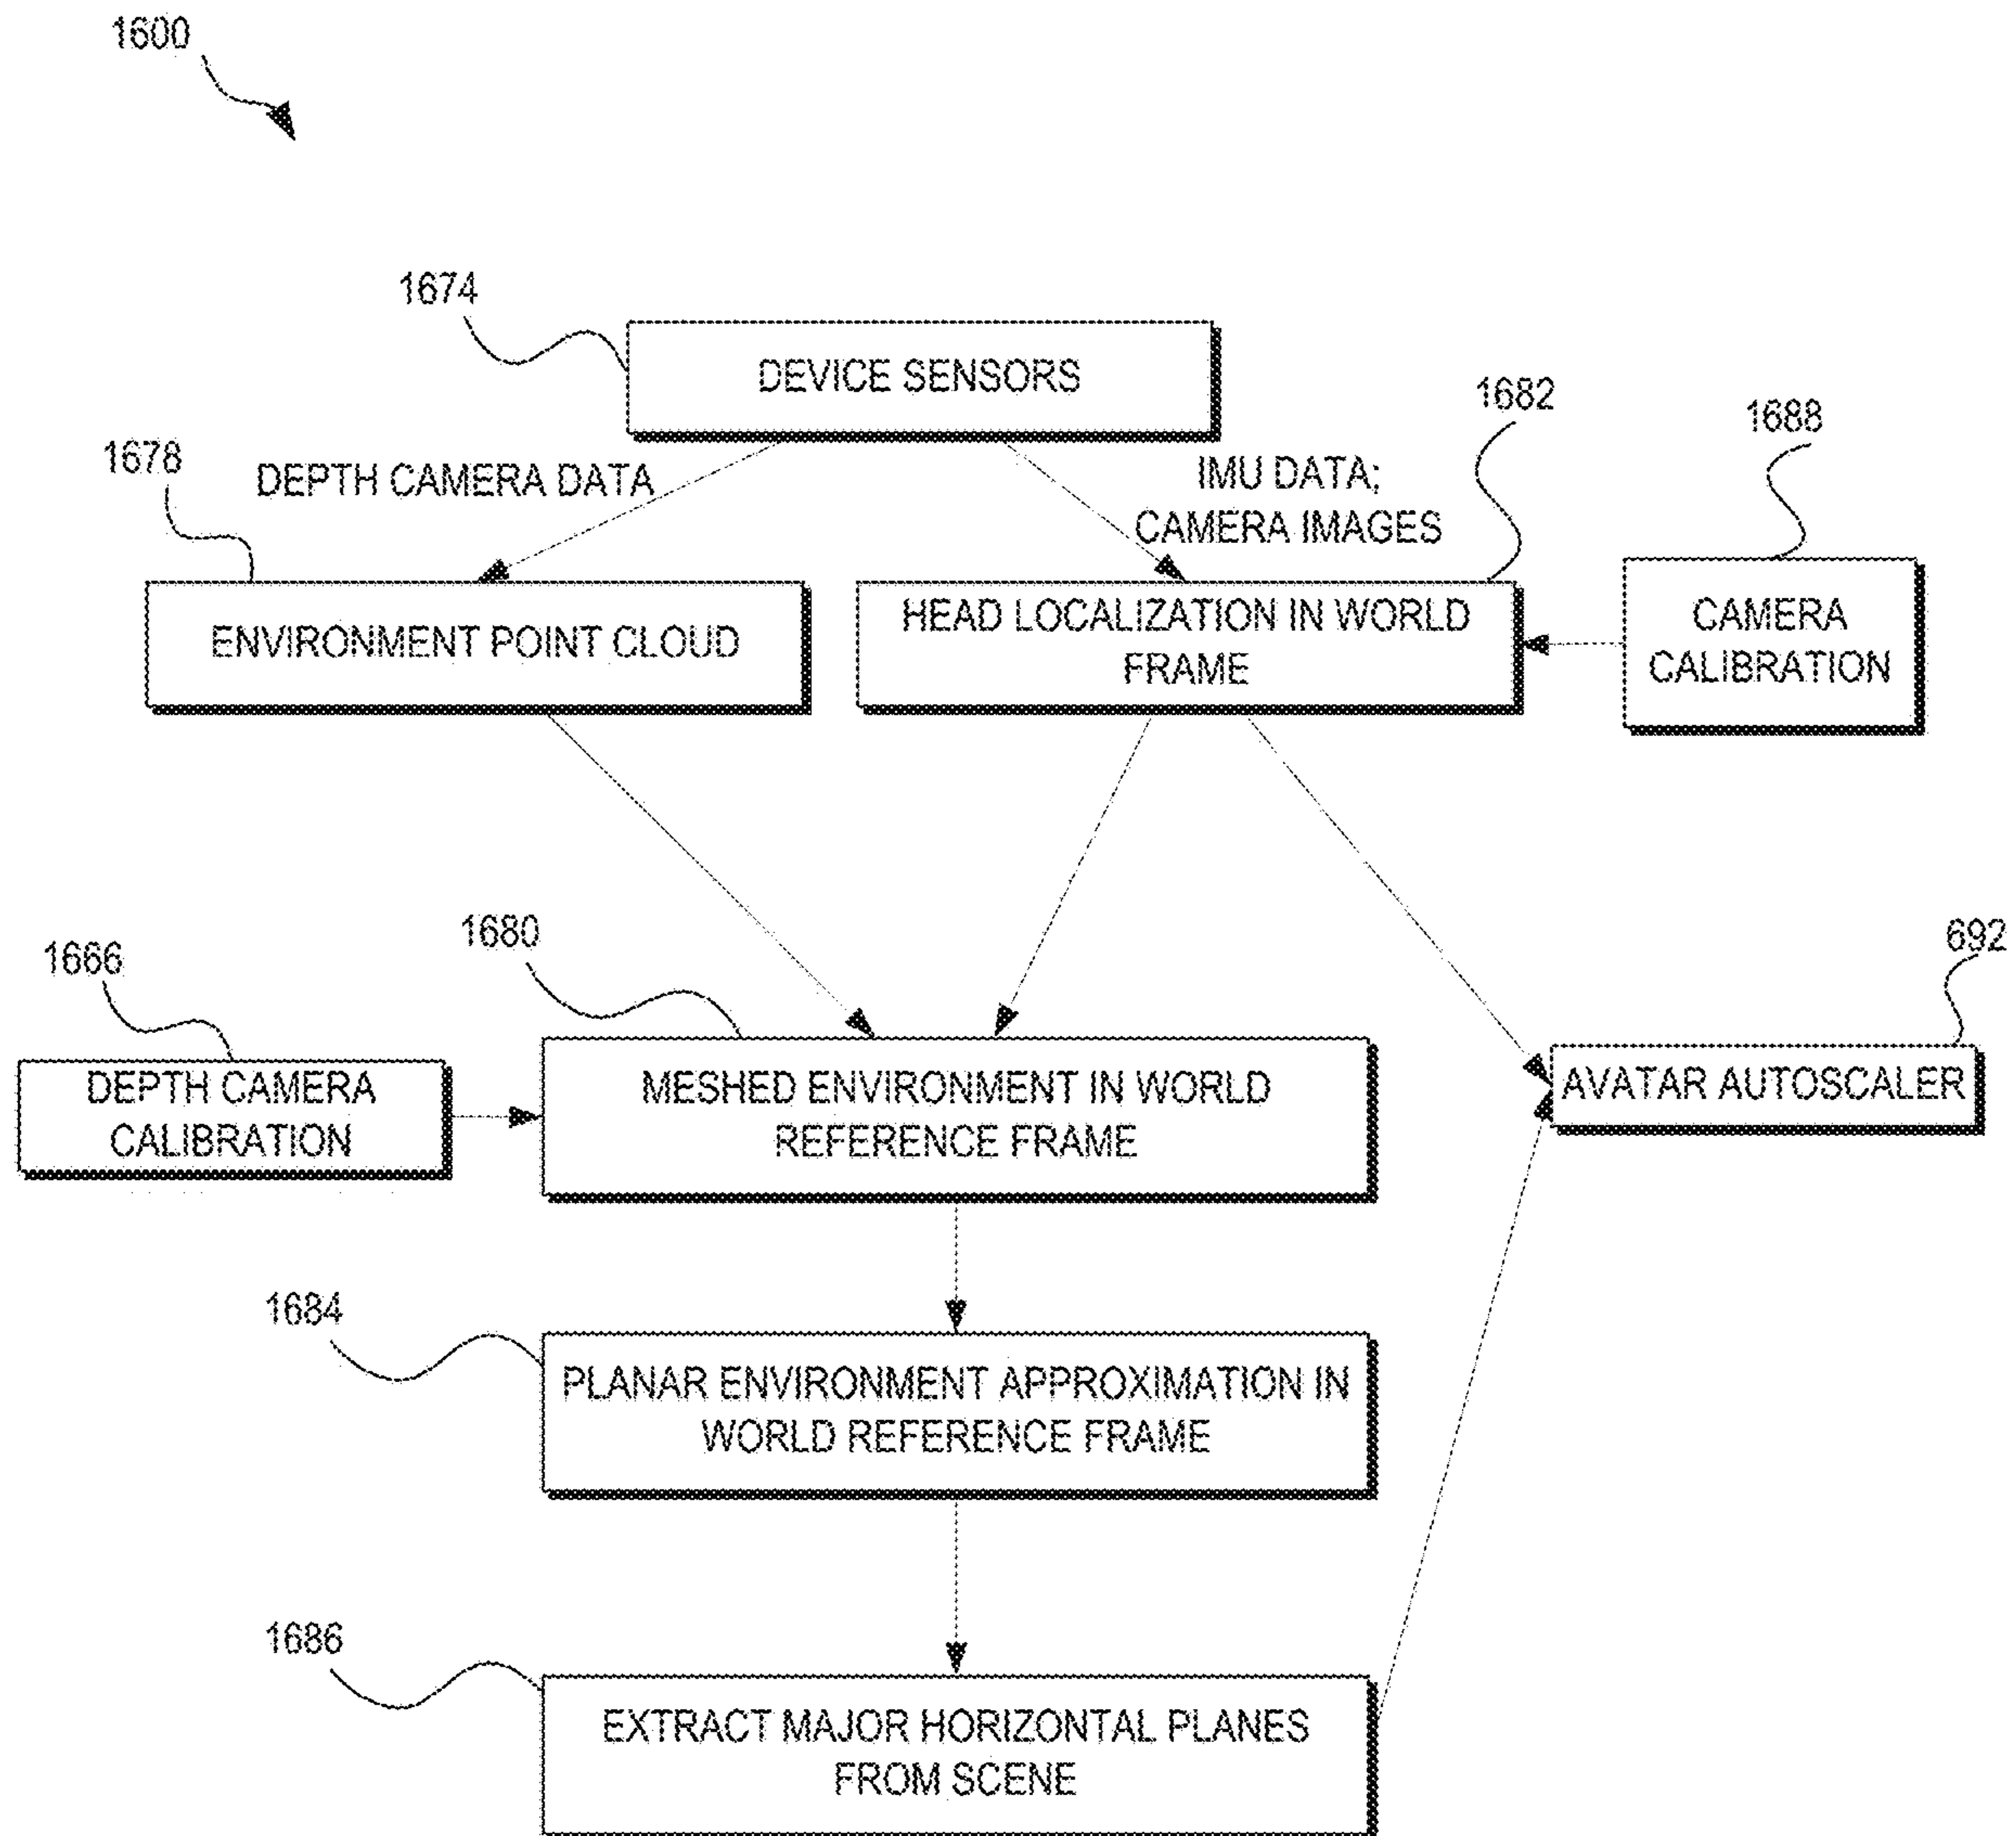 1600
1674
DEVICE SENSORS
1682
1688
1678
DEPTH CAMERA DATA
IMU DATA;
CAMERA IMAGES
ENVIRONMENT POINT CLOUD
HEAD LOCALIZATION IN WORLD
FRAME
CAMERA
CALIBRATION
1666
1680
692
DEPTH CAMERA
CALIBRATION
MESHED ENVIRONMENT IN WORLD
REFERENCE FRAME
AVATAR AUTOSCALER
1684
PLANAR ENVIRONMENT APPROXIMATION IN
WORLD REFERENCE FRAME
1686
EXTRACT MAJOR HORIZONTAL PLANES
FROM SCENE